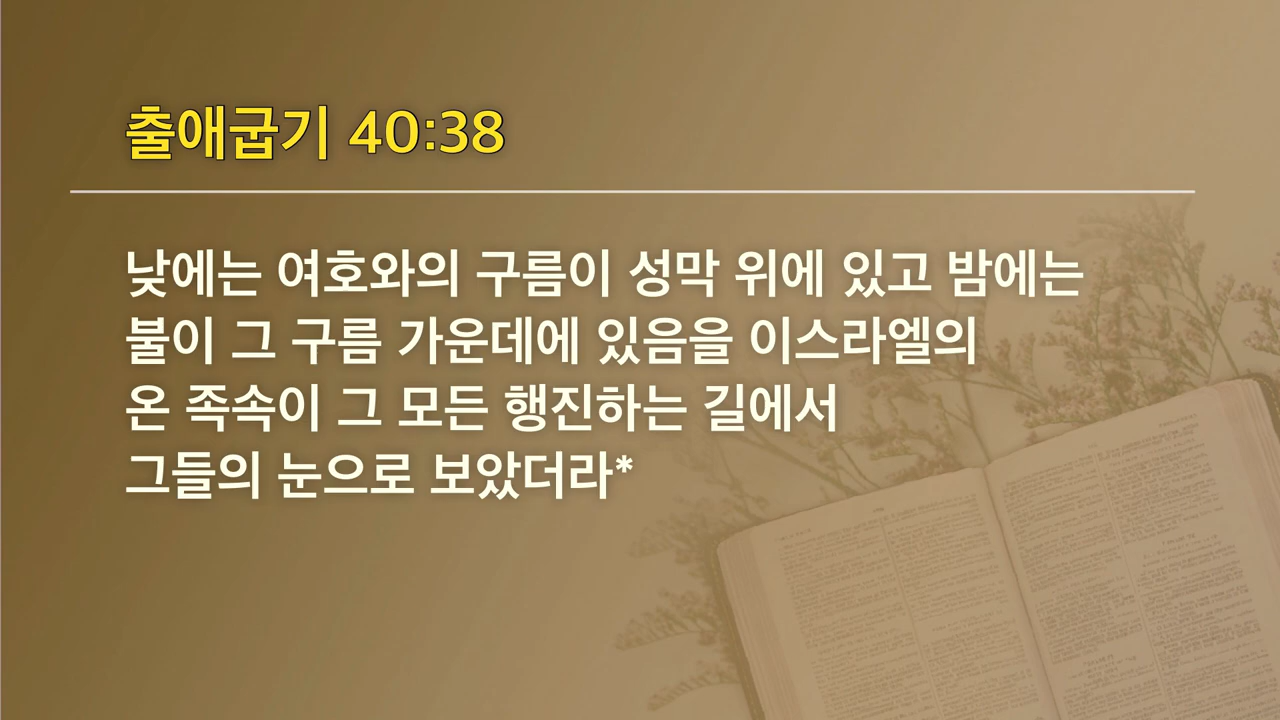 출애굽기 40:38
낮에는 여호와의 구름이 성막 위에 있고 밤에는
불이 그 구름 가운데에 있음을 이스라엘의
온 족속이 그 모든 행진하는 길에서
그들의 눈으로 보았더라*